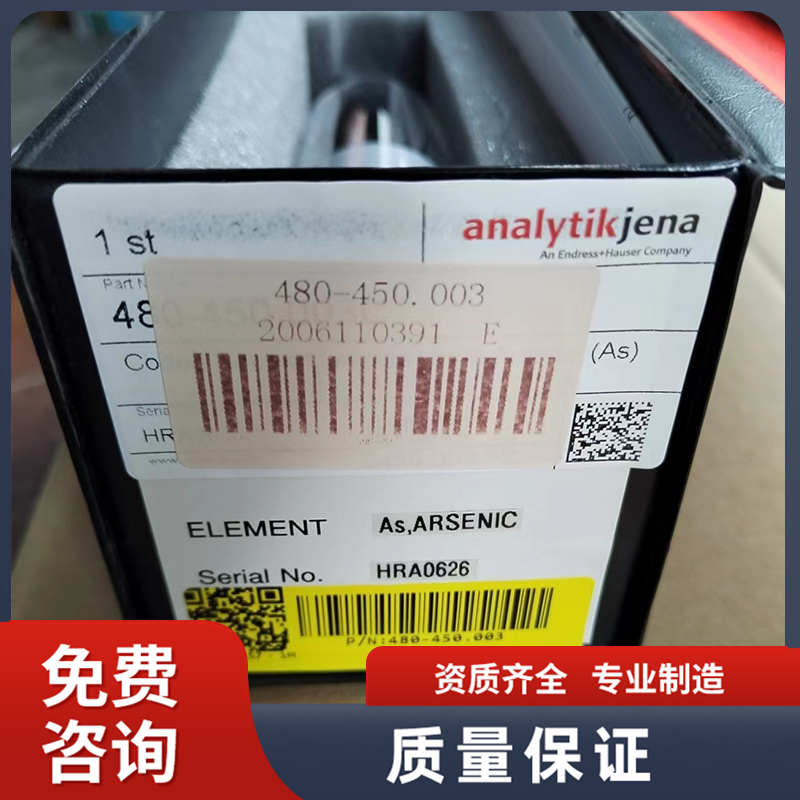 1 st
analytikjena
An Endress+Hauser Company
Part
480-450.003
2006110391 E
48
(As)
HR
ELEMENT As,ARSENIC
Serial No. HRA0626
P/N:480-450.003
免费
咨询
资质齐全 专业制造
质量保证